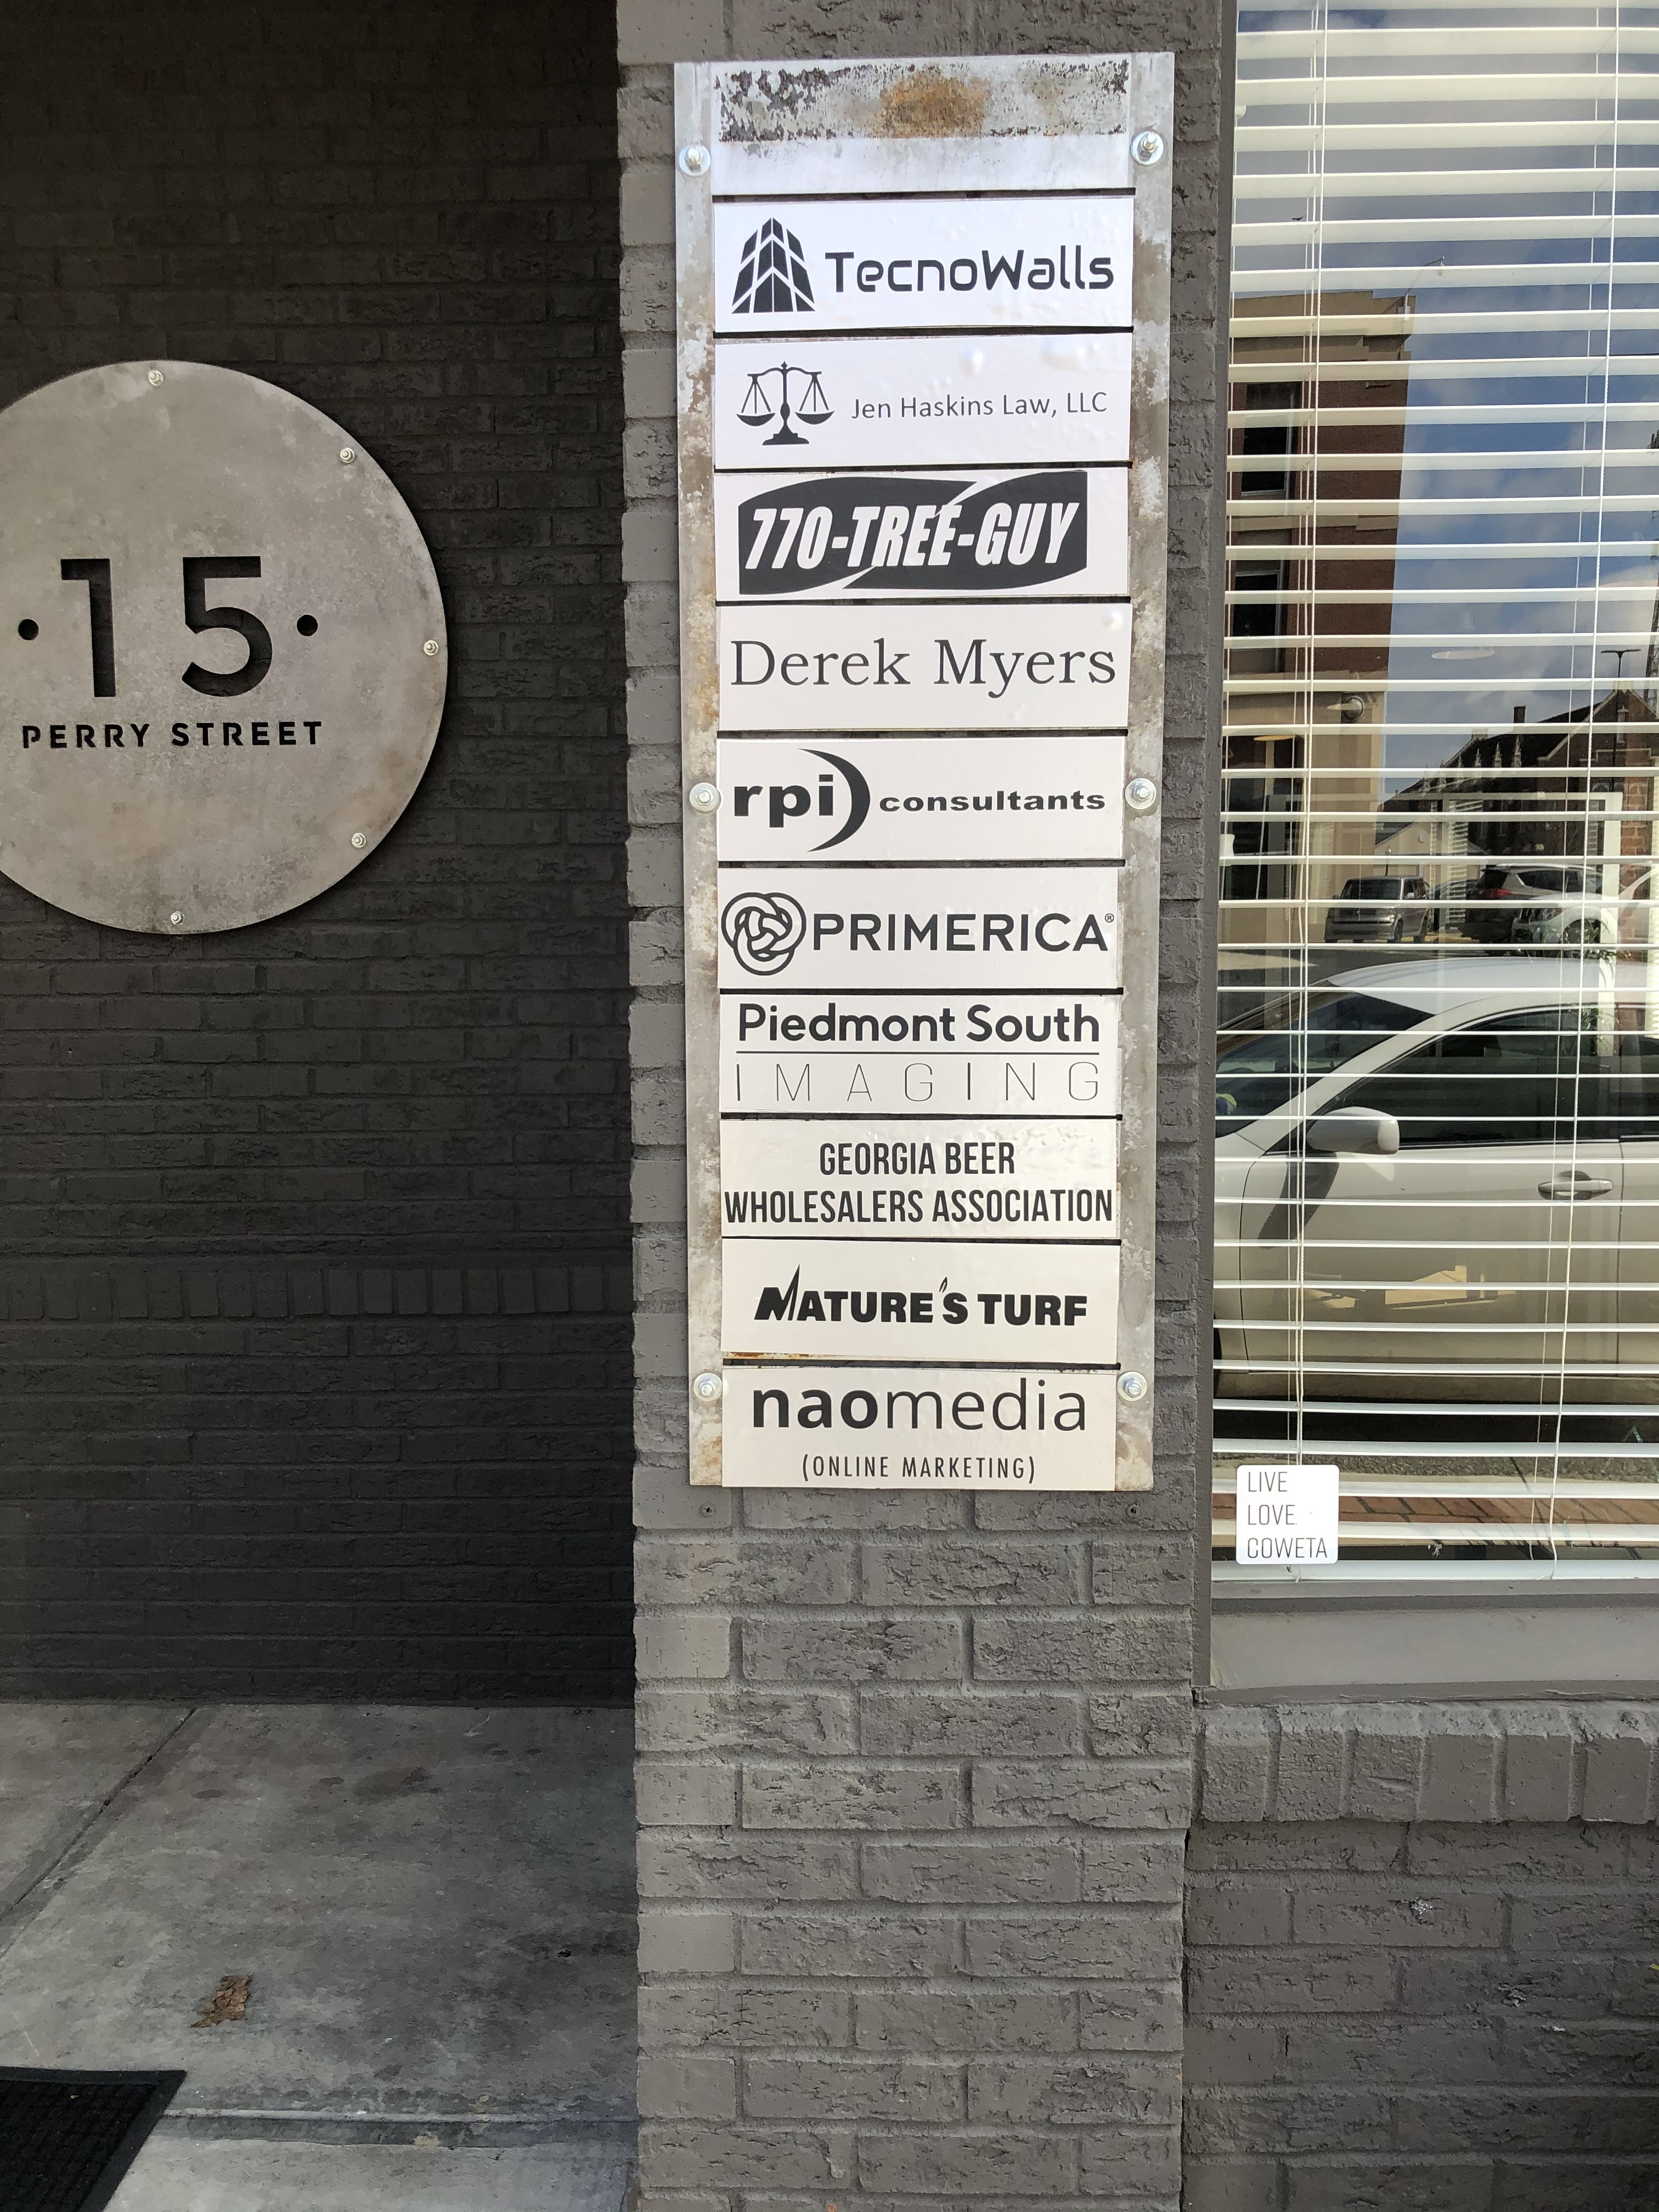 ·15·
PERRY STREET
TecnoWalls
Jen Haskins Law, LLC
770-TREE-GUY
Derek Myers
rpi consultants
PRIMERICA®
Piedmont South
IMAGING
GEORGIA BEER
WHOLESALERS ASSOCIATION
NATURE'S TURF
naomedia
(ONLINE MARKETING)
LIVE
LOVE
COWETA